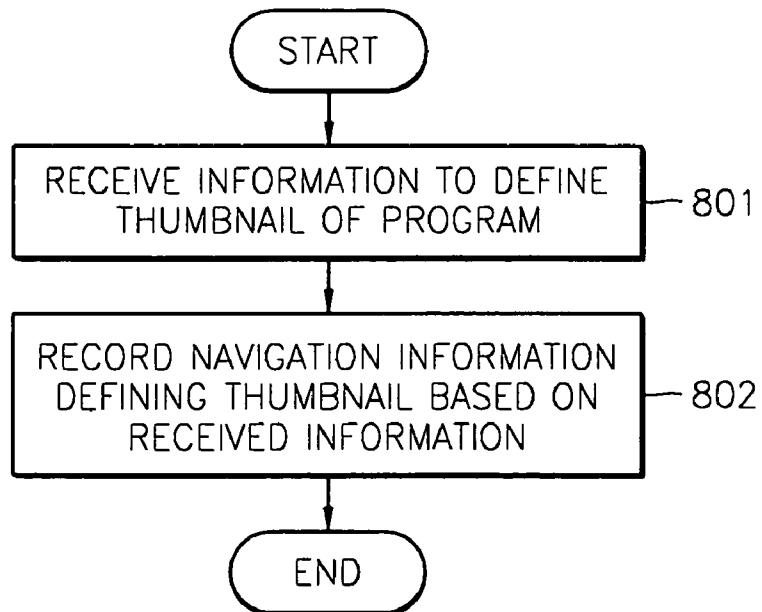 START
RECEIVE INFORMATION TO DEFINE
THUMBNAIL OF PROGRAM
801
RECORD NAVIGATION INFORMATION
DEFINING THUMBNAIL BASED ON
RECEIVED INFORMATION
802
END